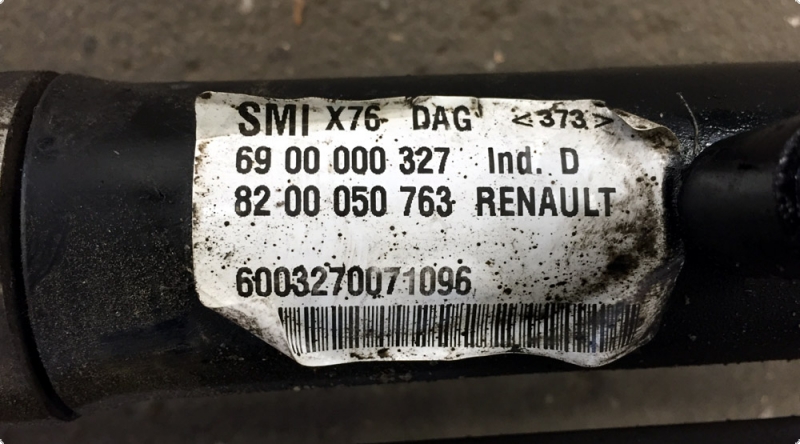 SMI X76 DAG <373>
69 00 000 327 Ind. D
82 00 050 763 RENAULT
6003270071096